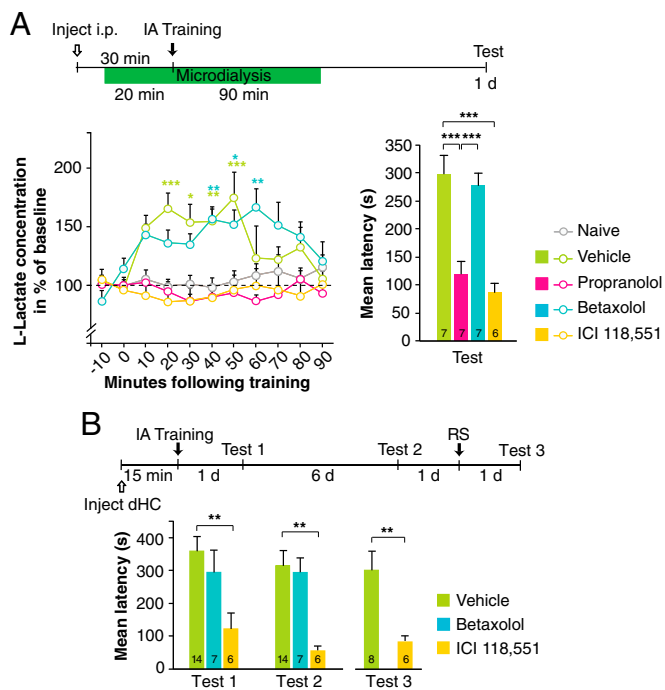 A
Inject i.p.
IA Training
30 min
Test
Microdialysis
20 min
90 min
1 d
L-Lactate concentration
in % of baseline
200
150
100
***
*
**
**
*
***
**
-10 0 10 20 30 40 50 60 70 80 90
Minutes following training
Mean latency (s)
350
300
250
200
150
100
50
0
***
*** ***
7 7 7 6
Test
Naive
Vehicle
Propranolol
Betaxolol
ICI 118,551
B
IA Training
Test 1
Test 2
RS
Test 3
15 min
1 d
6 d
1 d
1 d
Inject dHC
Mean latency (s)
400
300
200
100
0
** ** **
14 7 6 14 7 6 8 6
Test 1 Test 2 Test 3
Vehicle
Betaxolol
ICI 118,551